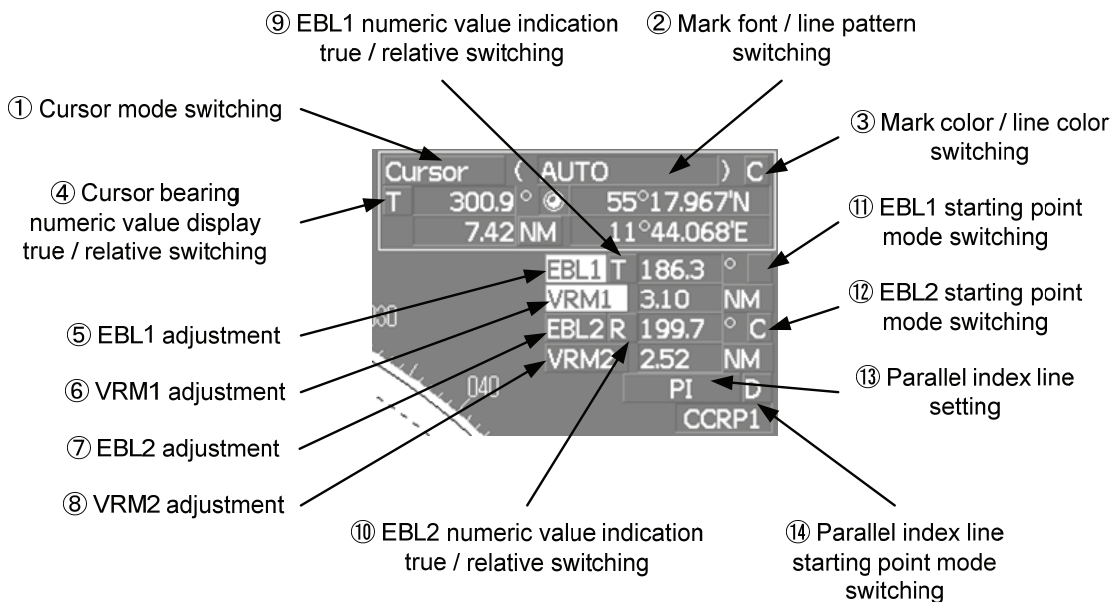 ⑨ EBL1 numeric value indication
true / relative switching
② Mark font / line pattern
switching
① Cursor mode switching
③ Mark color / line color
switching
④ Cursor bearing
numeric value display
true / relative switching
Cursor ( AUTO ) C
T 300.9 ° 55°17.967'N
7.42 NM 11°44.068'E
⑪ EBL1 starting point
mode switching
EBL1 T 186.3 °
VRM1 3.10 NM
EBL2 R 199.7 ° C
VRM2 2.52 NM
PI D
CCRP1
040
⑫ EBL2 starting point
mode switching
⑤ EBL1 adjustment
⑥ VRM1 adjustment
⑬ Parallel index line
setting
⑦ EBL2 adjustment
⑧ VRM2 adjustment
⑩ EBL2 numeric value indication
true / relative switching
⑭ Parallel index line
starting point mode
switching